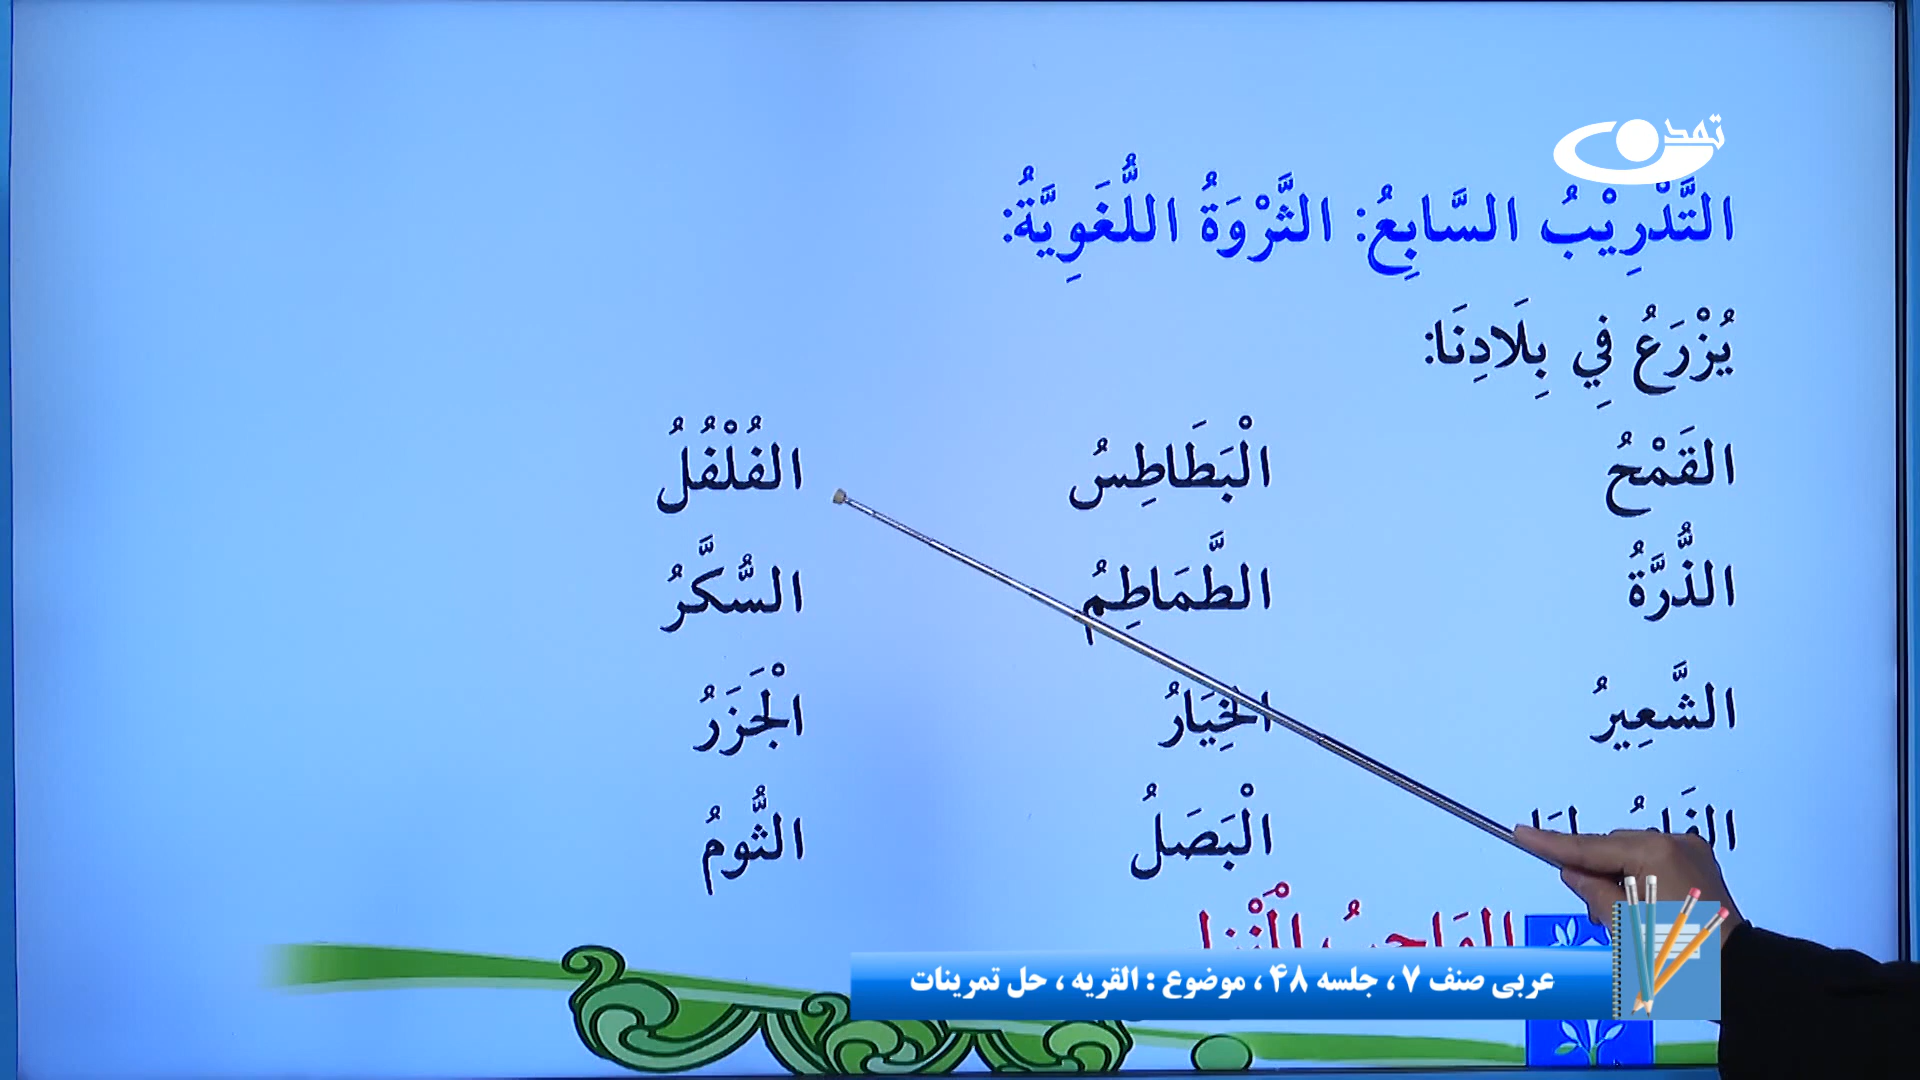 تمدن
التَّدْرِيْبُ السَّابِعُ: الثَّرْوَةُ اللُّغَوِيَّةُ:
يُزْرَعُ فِي بِلَادِنَا:
القَمْحُ الْبَطَاطِسُ الفُلْفُلُ
الذُّرَّةُ الطَّمَاطِمُ السُّكَّرُ
الشَّعِيرُ الخِيَارُ الْجَزَرُ
الْبَصَلُ الثُّومُ
عربی صنف ۷، جلسه ۴۸، موضوع : القریه، حل تمرینات